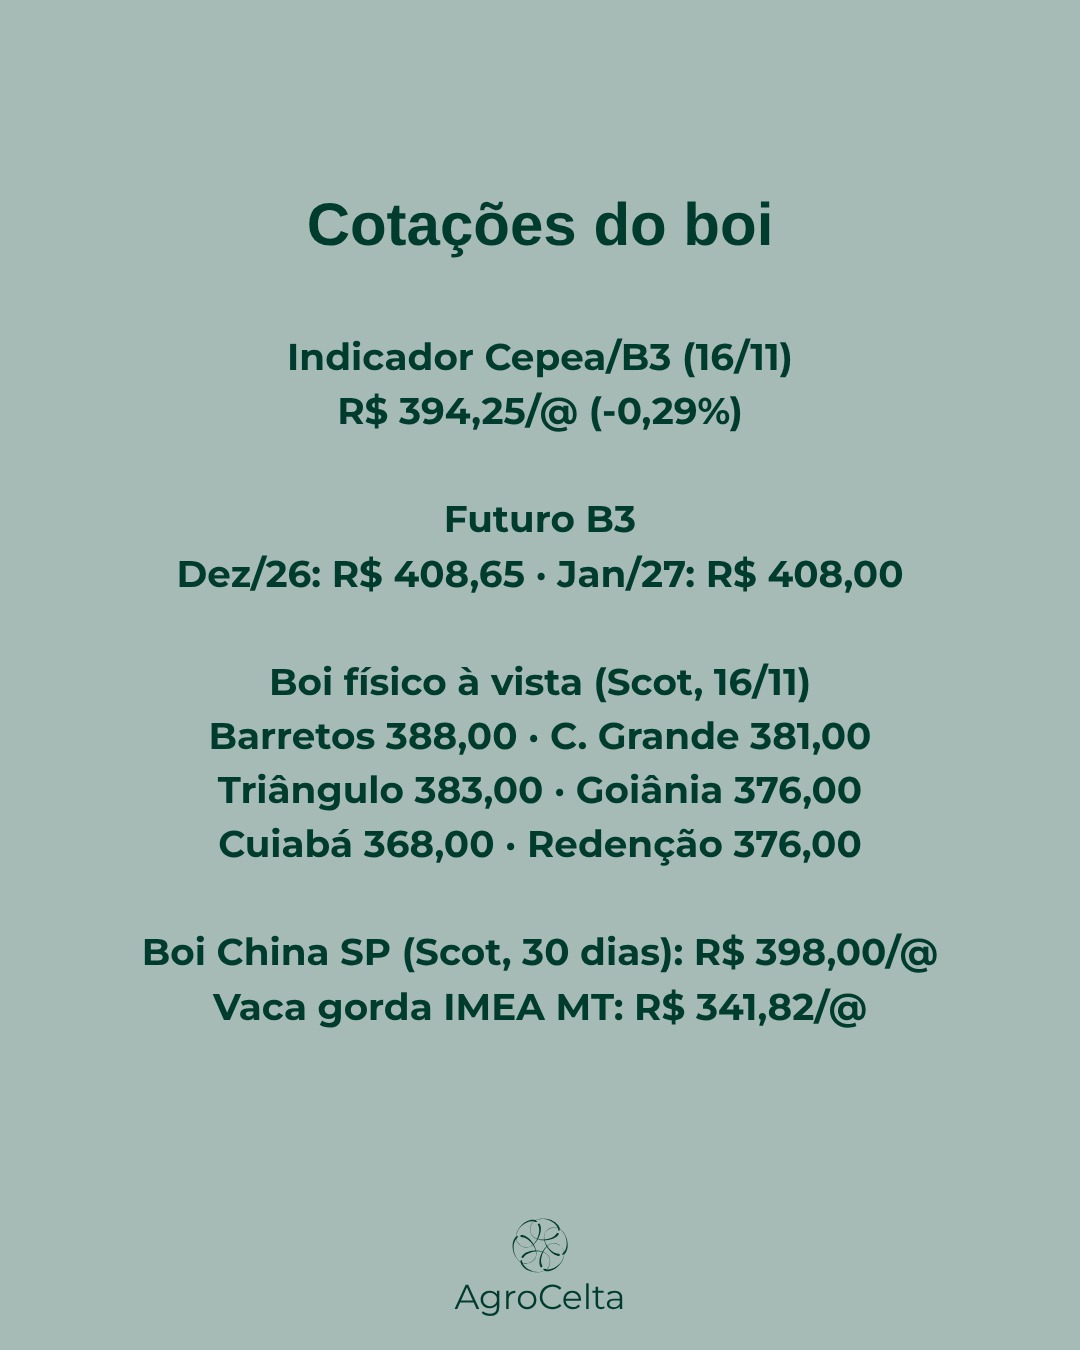 Cotações do boi
Indicador Cepea/B3 (16/11)
R$ 394,25/@ (-0,29%)
Futuro B3
Dez/26: R$ 408,65 · Jan/27: R$ 408,00
Boi físico à vista (Scot, 16/11)
Barretos 388,00 · C. Grande 381,00
Triângulo 383,00 · Goiânia 376,00
Cuiabá 368,00 · Redenção 376,00
Boi China SP (Scot, 30 dias): R$ 398,00/@
Vaca gorda IMEA MT: R$ 341,82/@
AgroCelta